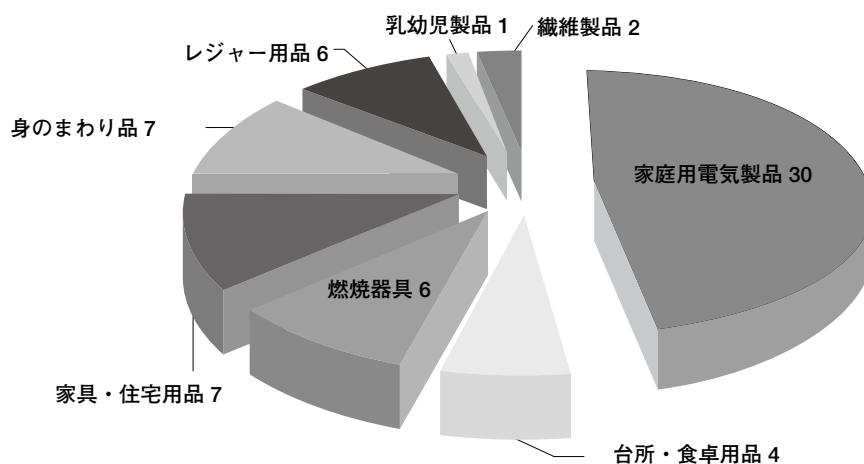 乳幼児製品 1
繊維製品 2
レジャー用品 6
身のまわり品 7
家庭用電気製品 30
燃焼器具 6
家具・住宅用品 7
台所・食卓用品 4